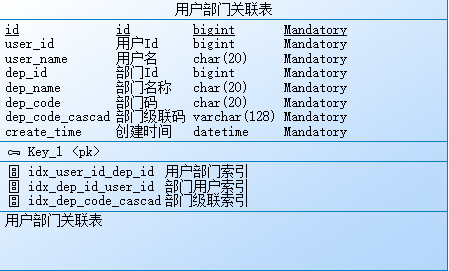 用户部门关联表
id id bigint Mandatory
user_id 用户Id bigint Mandatory
user_name 用户名 char(20) Mandatory
dep_id 部门Id bigint Mandatory
dep_name 部门名称 char(20) Mandatory
dep_code 部门码 char(20) Mandatory
dep_code_cascad 部门级联码 varchar(128) Mandatory
create_time 创建时间 datetime Mandatory
Key_1 <pk>
idx_user_id_dep_id 用户部门索引
idx_dep_id_user_id 部门用户索引
idx_dep_code_cascad 部门级联索引
用户部门关联表